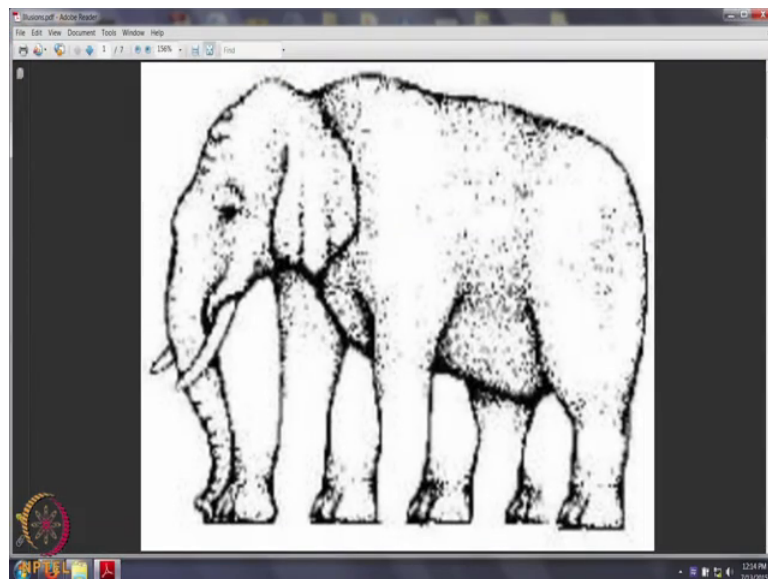 illusions.pdf - Adobe Reader
File Edit View Document Tools Window Help
1 / 7 156% Find
NPTEL
12:14 PM